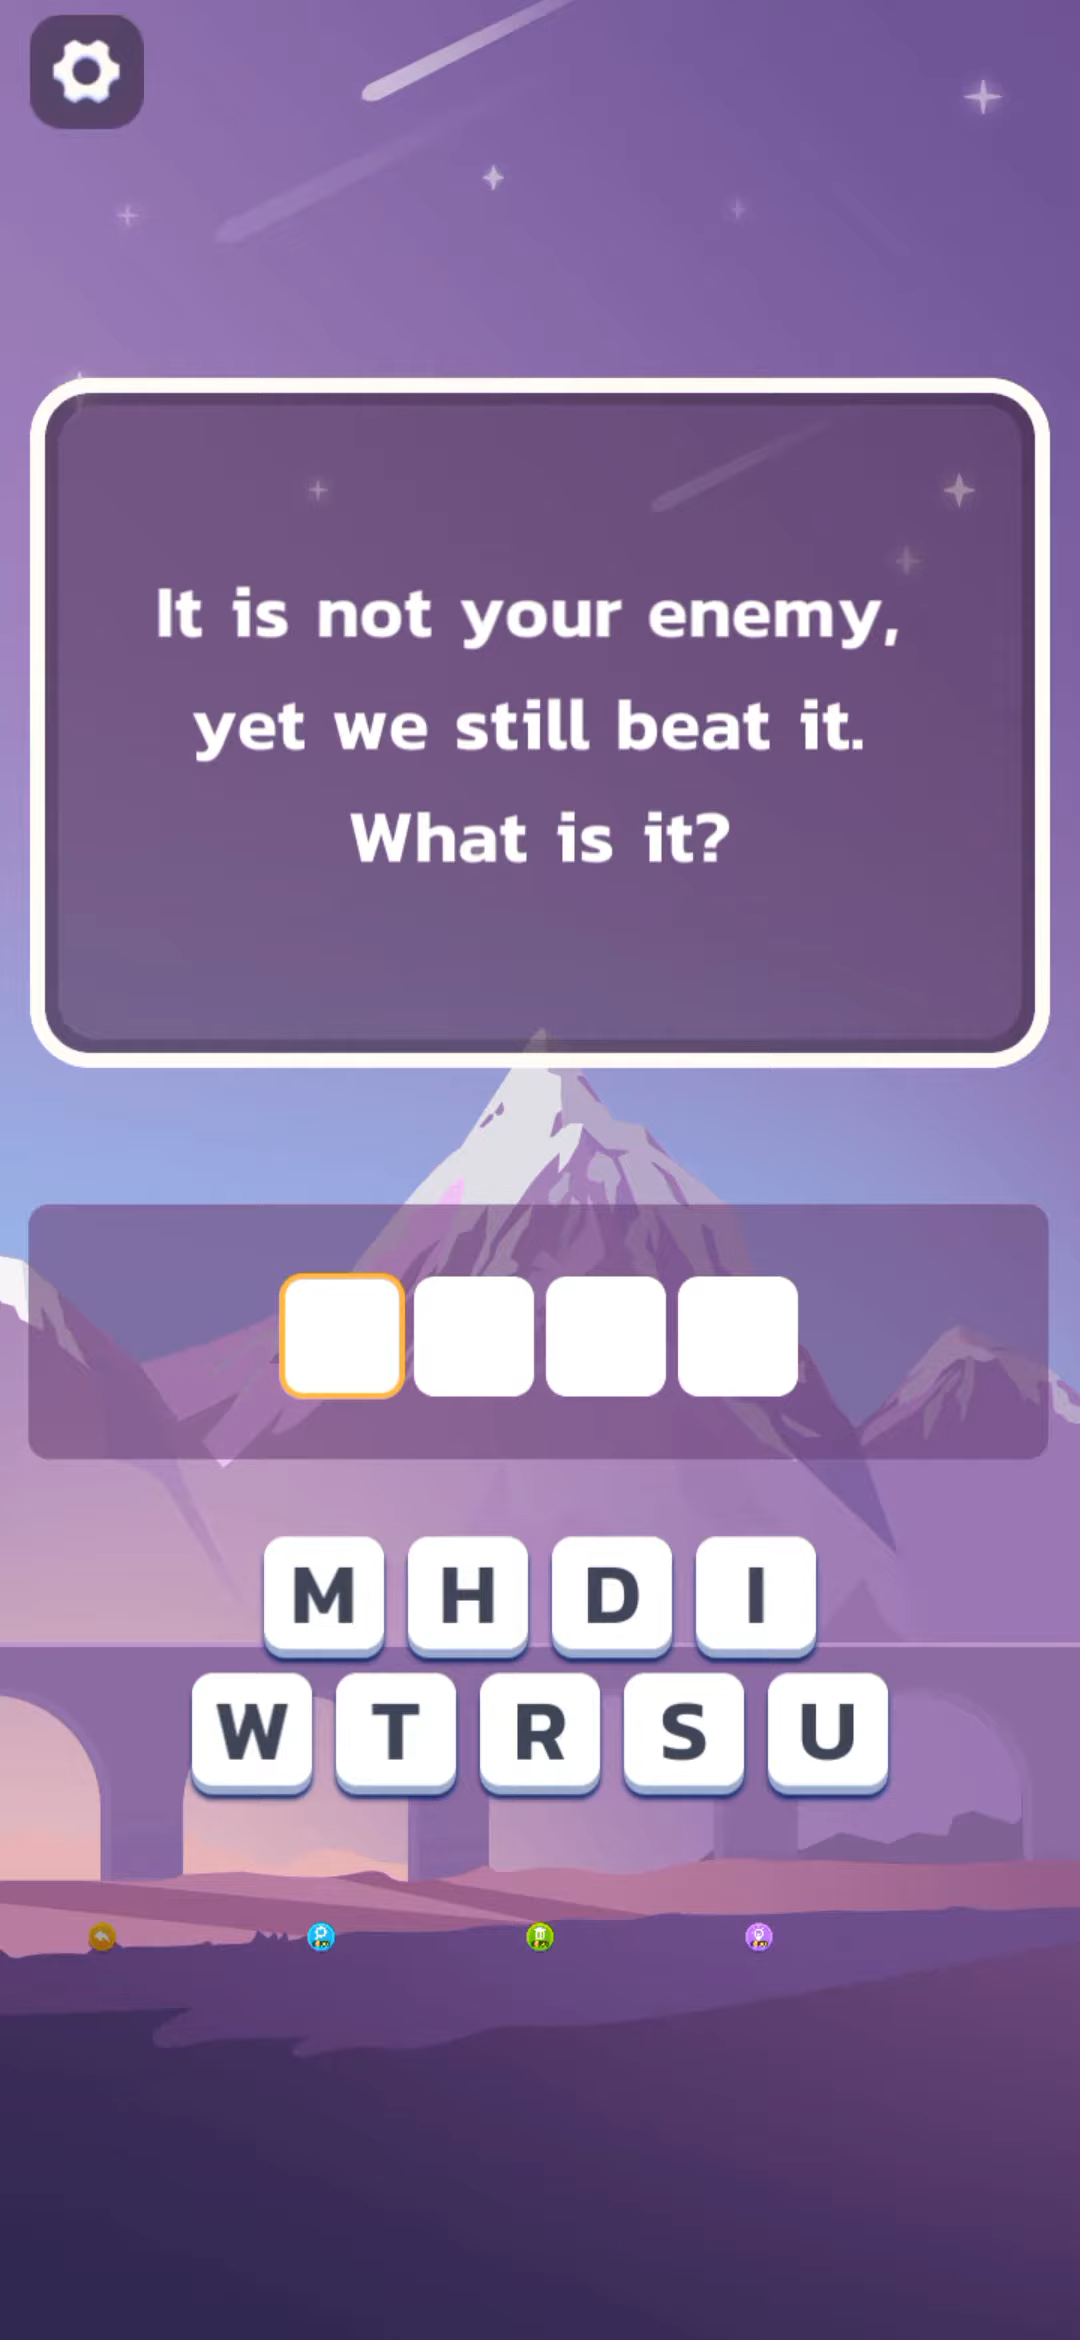 It is not your enemy,
yet we still beat it.
What is it?
M H D I
W T R S U